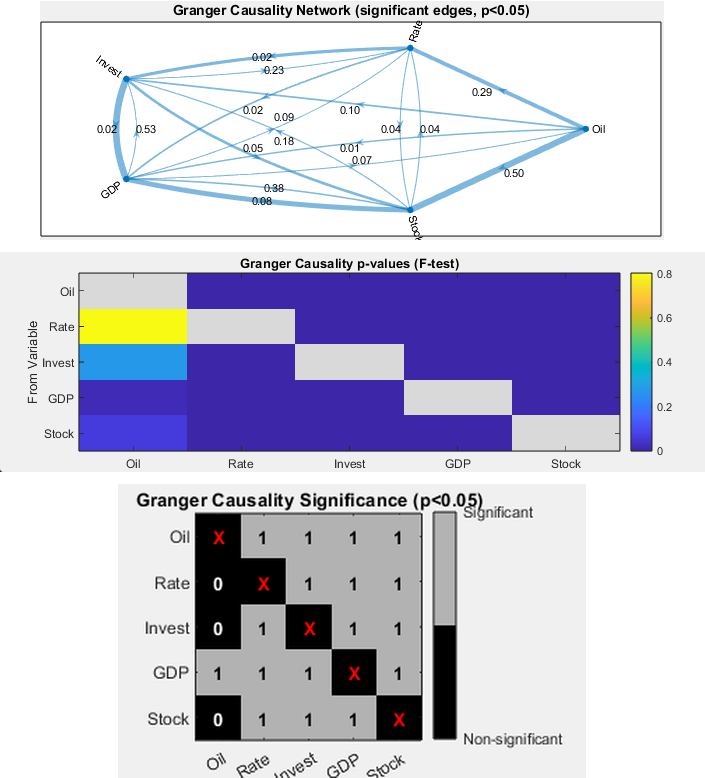 Granger Causality Network (significant edges, p<0.05)
Rate
0.02
Invest
0.23
0.29
0.02
0.10
0.09
0.02
0.53
0.04
0.04
Oil
0.18
0.01
0.05
0.07
0.50
GDP
0.38
0.08
Stock
Granger Causality p-values (F-test)
Oil
Rate
Invest
GDP
Stock
From Variable
Oil
Rate
Invest
GDP
Stock
0.8
0.6
0.4
0.2
0
Granger Causality Significance (p<0.05)
Significant
Oil X 1 1 1 1
Rate 0 X 1 1 1
Invest 0 1 X 1 1
GDP 1 1 1 X 1
Stock 0 1 1 1 X
Non-significant
Oil Rate Invest GDP Stock